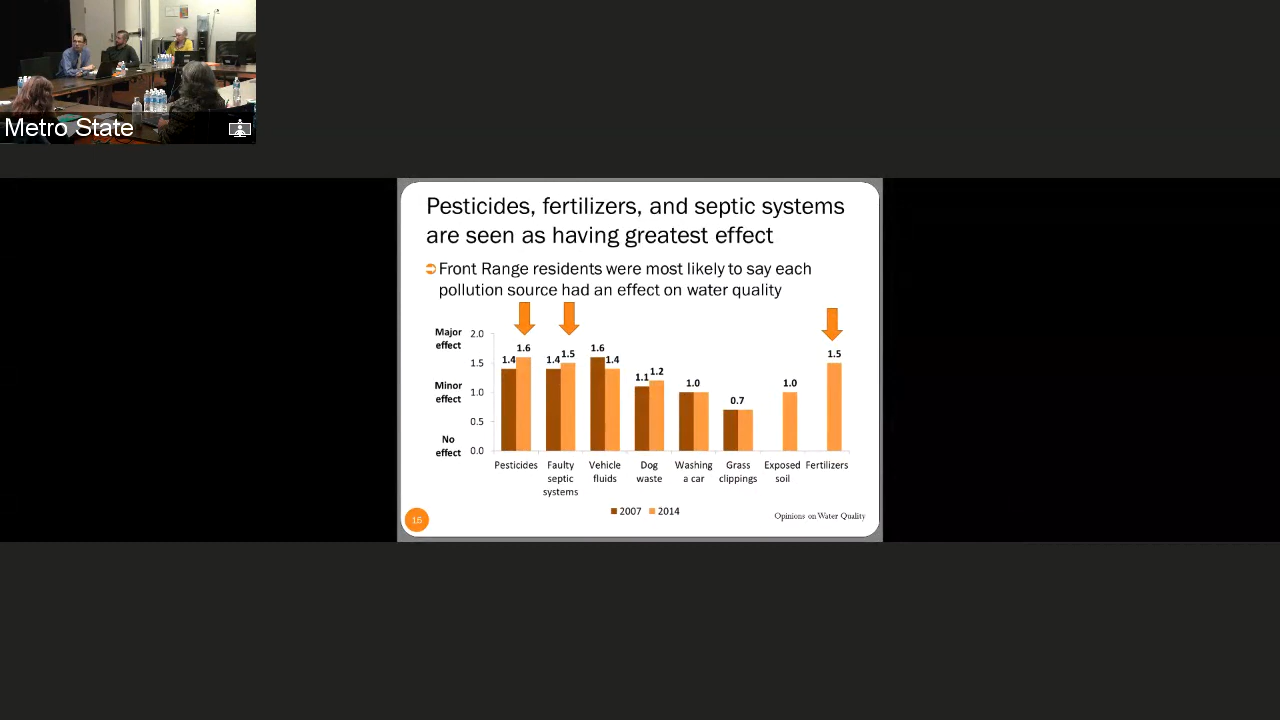 Metro State
Pesticides, fertilizers, and septic systems
are seen as having greatest effect
Front Range residents were most likely to say each
pollution source had an effect on water quality
Major
effect
Minor
effect
No
effect
2.0
1.5
1.0
0.5
0.0
1.4
1.6
1.4
1.5
1.6
1.4
1.1
1.2
1.0
0.7
1.0
1.5
Pesticides
Faulty
septic
systems
Vehicle
fluids
Dog
waste
Washing
a car
Grass
clippings
Exposed
soil
Fertilizers
2007 2014
15
Opinions on Water Quality